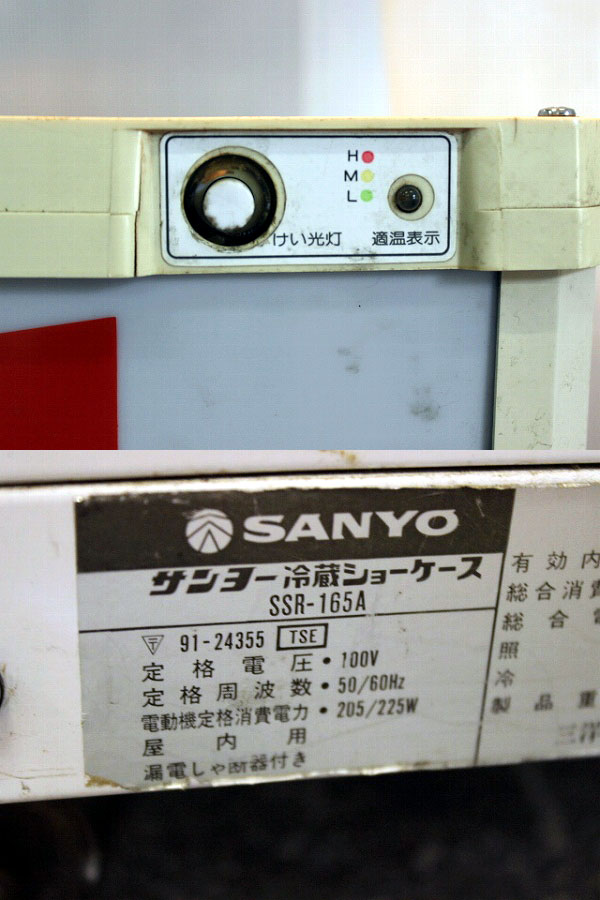 H
M
L
けい光灯
適温表示
SANYO
サンヨー冷蔵ショーケース
SSR-165A
〒 91-24355 TSE
定格電圧・100V
定格周波数・50/60Hz
電動機定格消費電力・205/225W
屋内用
漏電しゃ断器付き
有効内
総合消費
総合電
照
冷
製品重
三洋